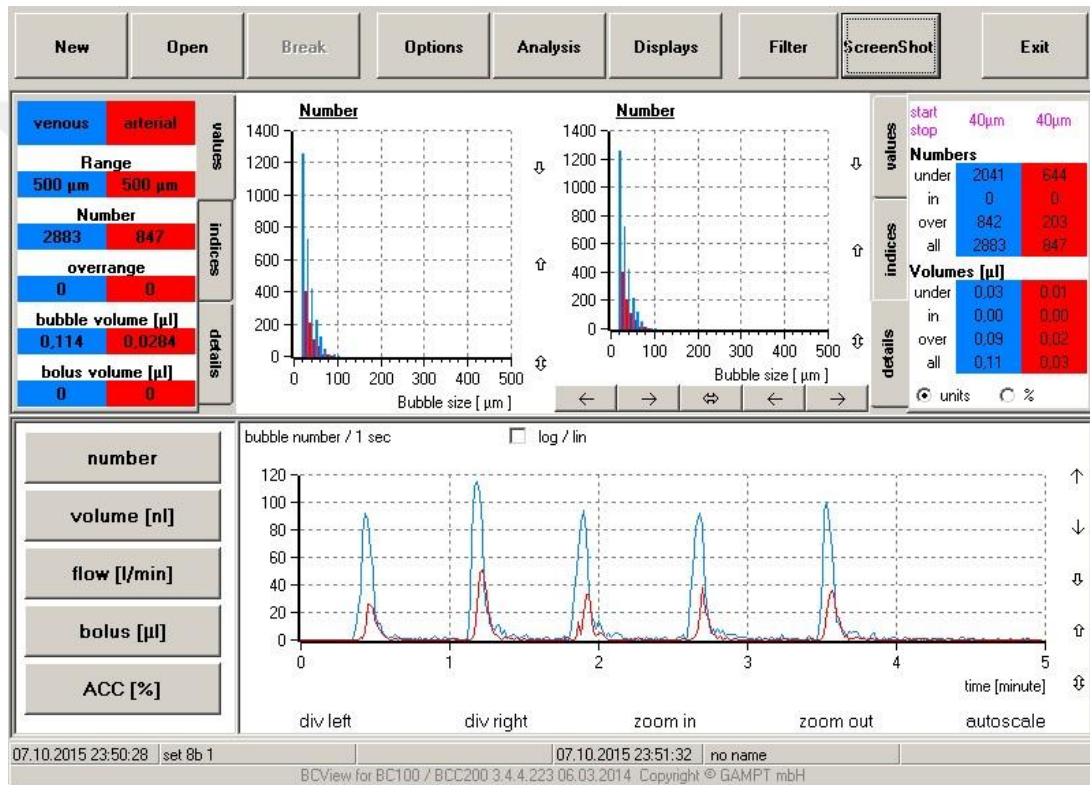 New Open Break Options Analysis Displays Filter ScreenShot Exit
venous arterial
Range
500 µm 500 µm
Number
2883 847
overrange
0 0
bubble volume [µl]
0,114 0,0284
bolus volume [µl]
0 0
values
indices
details
Number
1400
1200
1000
800
600
400
200
0
0 100 200 300 400 500
Bubble size [ µm ]
Number
1400
1200
1000
800
600
400
200
0
0 100 200 300 400 500
Bubble size [ µm ]
values
indices
details
start 40µm 40µm
stop
Numbers
under 2041 644
in 0 0
over 842 203
all 2883 847
Volumes [µl]
under 0,03 0,01
in 0,00 0,00
over 0,09 0,02
all 0,11 0,03
units %
number
volume [nl]
flow [l/min]
bolus [µl]
ACC [%]
bubble number / 1 sec log / lin
120
100
80
60
40
20
0
0 1 2 3 4 5
time [minute]
div left div right zoom in zoom out autoscale
07.10.2015 23:50:28 set 8b 1 07.10.2015 23:51:32 no name
BCView for BC100 / BCC200 3.4.4.223 06.03.2014 Copyright © GAMPT mbH